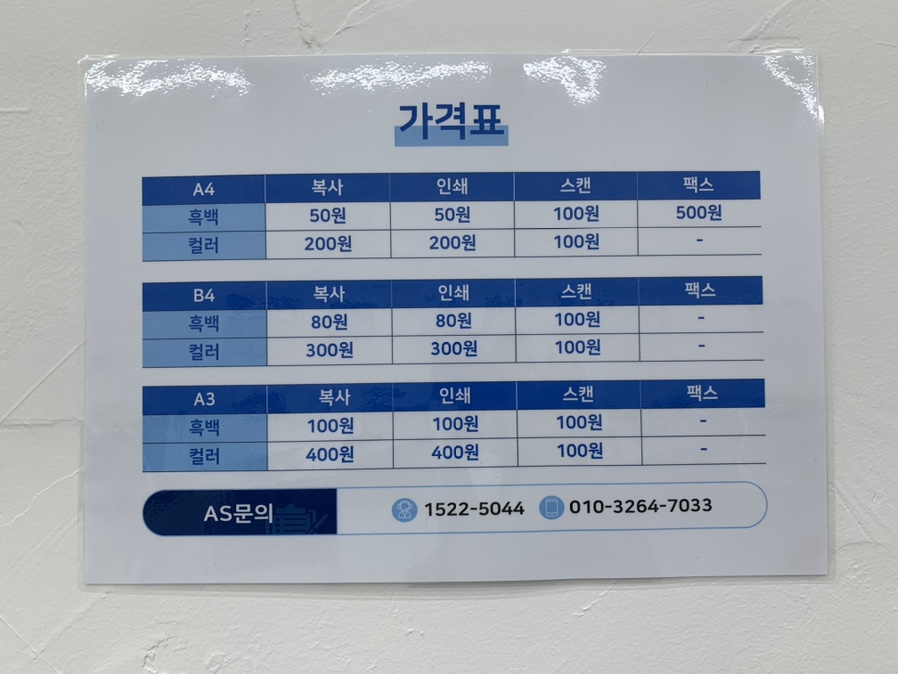 가격표
A4 복사 인쇄 스캔 팩스
흑백 50원 50원 100원 500원
컬러 200원 200원 100원 -
B4 복사 인쇄 스캔 팩스
흑백 80원 80원 100원 -
컬러 300원 300원 100원 -
A3 복사 인쇄 스캔 팩스
흑백 100원 100원 100원 -
컬러 400원 400원 100원 -
AS문의 1522-5044 010-3264-7033